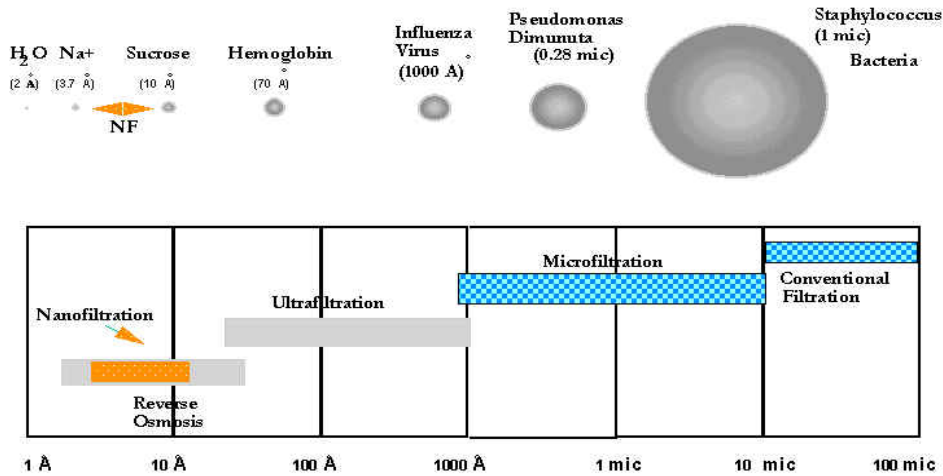 H2O Na+ Sucrose Hemoglobin
(2 Å) (3.7 Å) (10 Å) (70 Å)
NF
Influenza
Virus
(1000 Å)
Pseudomonas
Dimunuta
(0.28 mic)
Staphylococcus
(1 mic)
Bacteria
Microfiltration
Conventional
Filtration
Ultrafiltration
Nanofiltration
Reverse
Osmosis
1 Å 10 Å 100 Å 1000 Å 1 mic 10 mic 100 mic